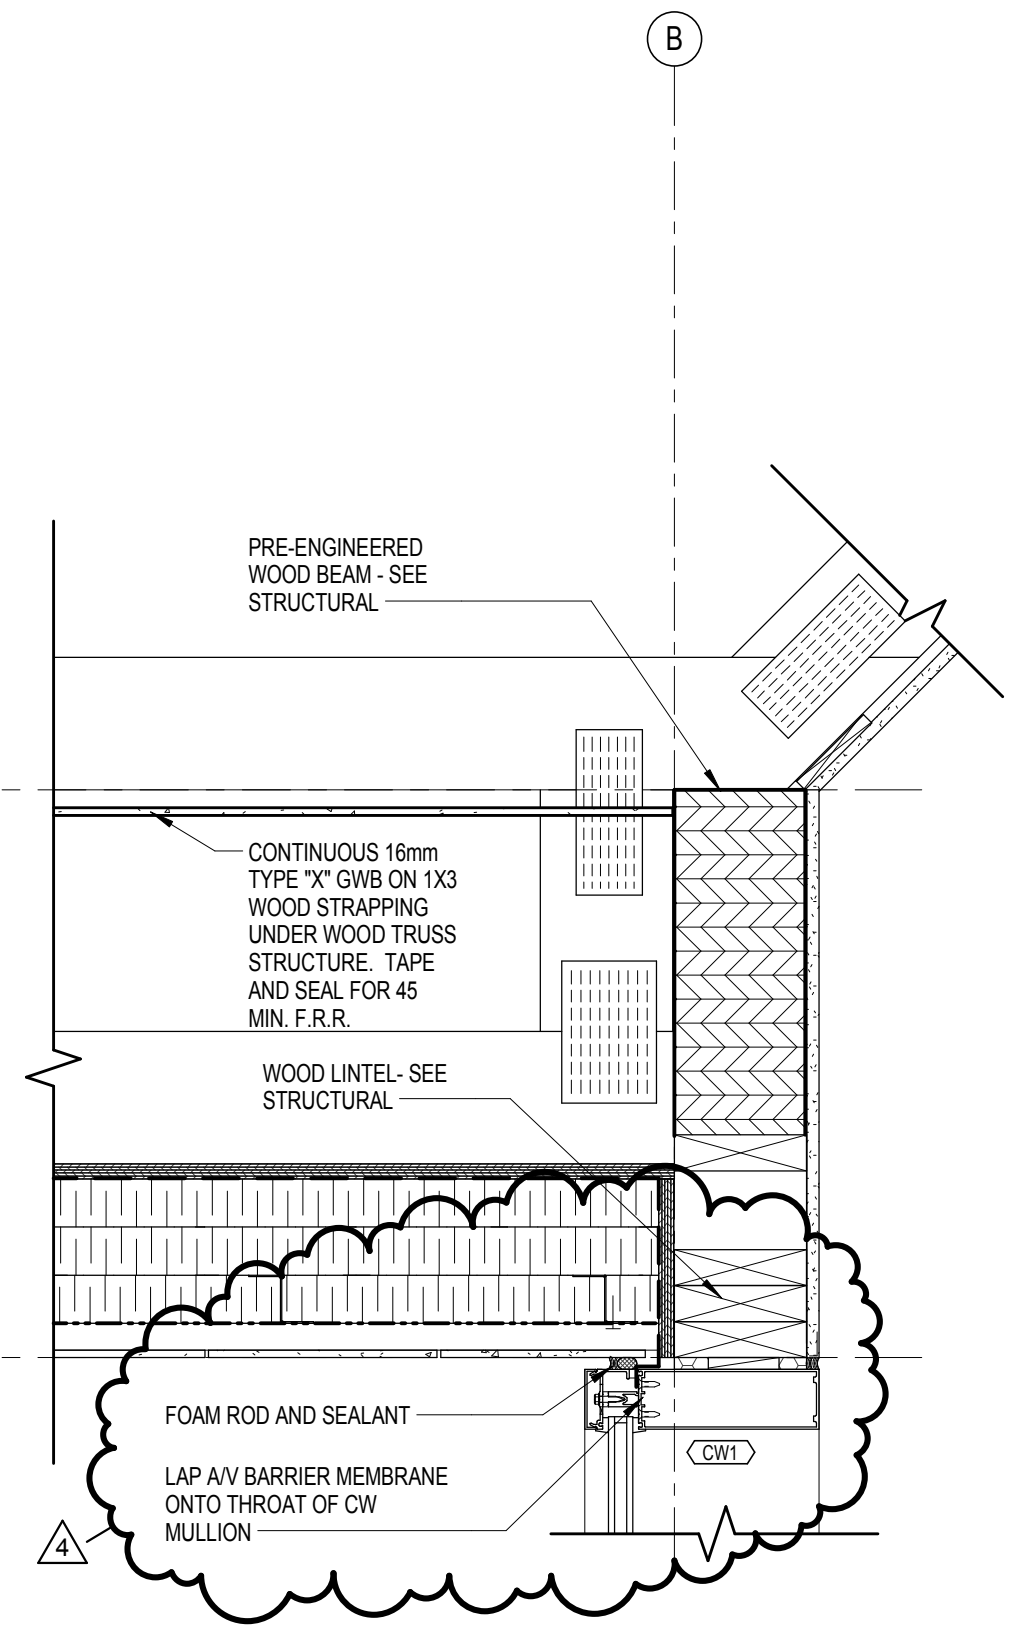 B
PRE-ENGINEERED
WOOD BEAM - SEE
STRUCTURAL
CONTINUOUS 16mm
TYPE "X" GWB ON 1X3
WOOD STRAPPING
UNDER WOOD TRUSS
STRUCTURE. TAPE
AND SEAL FOR 45
MIN. F.R.R.
WOOD LINTEL- SEE
STRUCTURAL
FOAM ROD AND SEALANT
CW1
LAP A/V BARRIER MEMBRANE
ONTO THROAT OF CW
MULLION
4